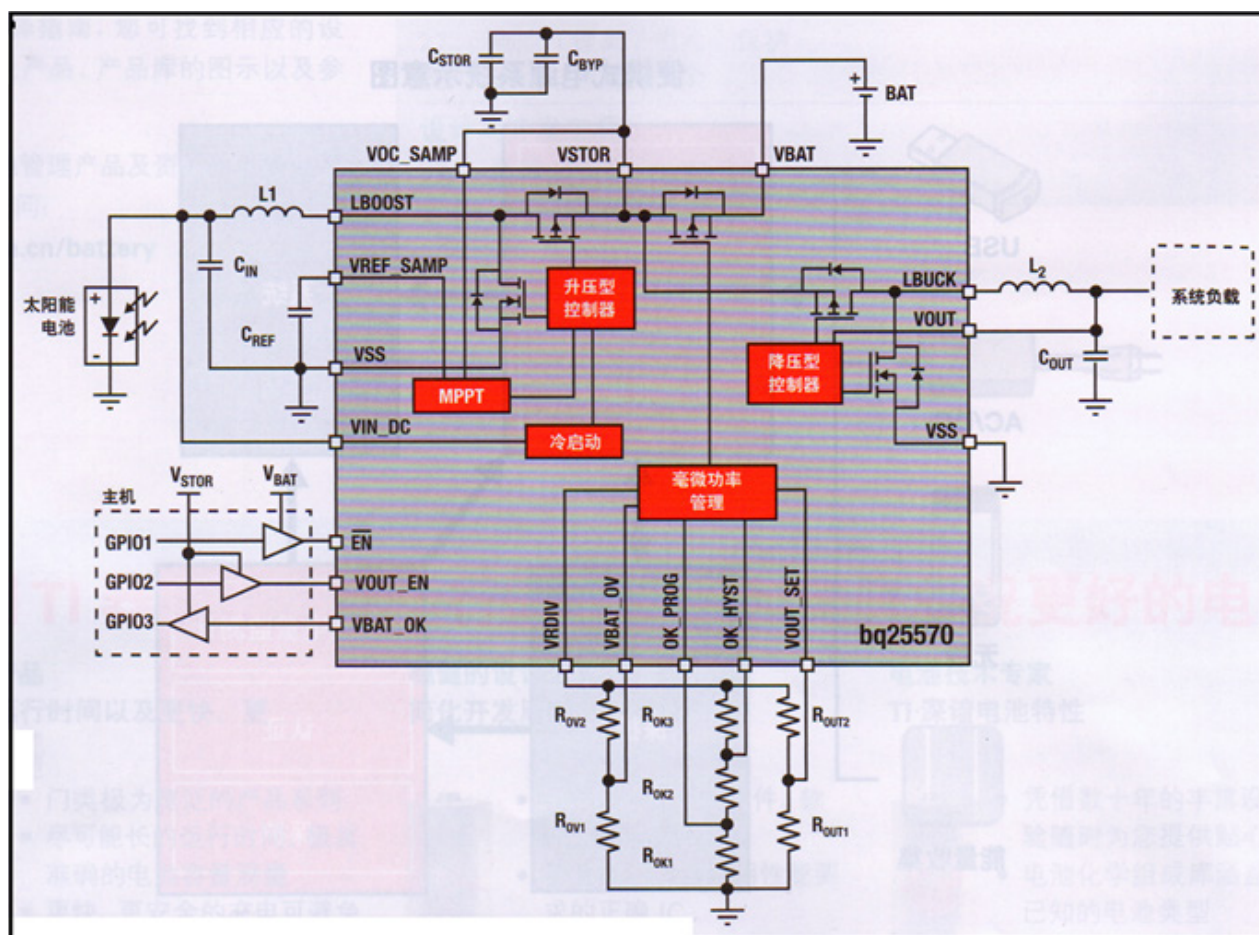 CSTOR
CBYP
BAT
VOC_SAMP
VSTOR
VBAT
L1
LBOOST
CIN
VREF_SAMP
升压型
控制器
LBUCK
L2
系统负载
太阳能
电池
CREF
VOUT
降压型
控制器
COUT
VSS
MPPT
VIN_DC
冷启动
VSS
毫微功率
管理
主机
VSTOR
VBAT
GPIO1
EN
GPIO2
VOUT_EN
GPIO3
VBAT_OK
VRDIV
VBAT_OV
OK_PROG
OK_HYST
VOUT_SET
bq25570
ROV2
ROK3
ROUT2
ROK2
ROV1
ROUT1
ROK1